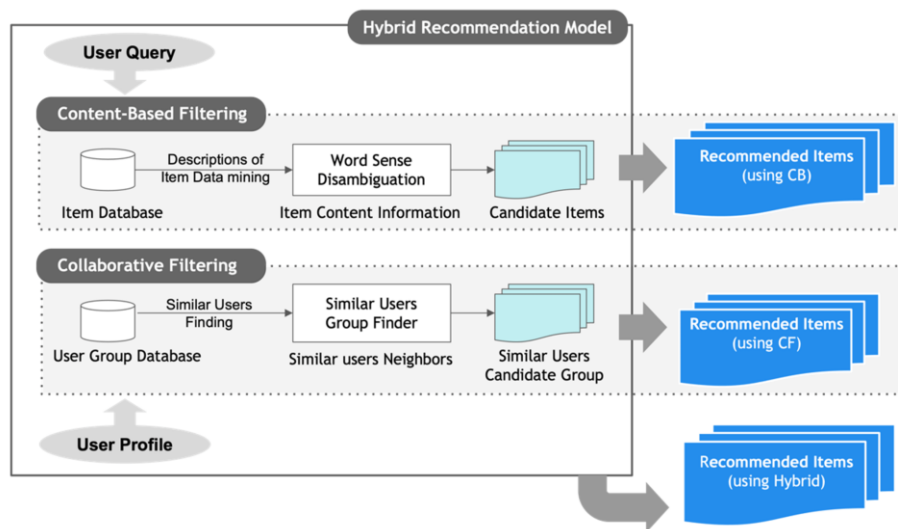 Hybrid Recommendation Model
User Query
Content-Based Filtering
Descriptions of
Item Data mining
Item Database
Word Sense
Disambiguation
Item Content Information
Candidate Items
Recommended Items
(using CB)
Collaborative Filtering
Similar Users
Finding
User Group Database
Similar Users
Group Finder
Similar users Neighbors
Similar Users
Candidate Group
Recommended Items
(using CF)
User Profile
Recommended Items
(using Hybrid)